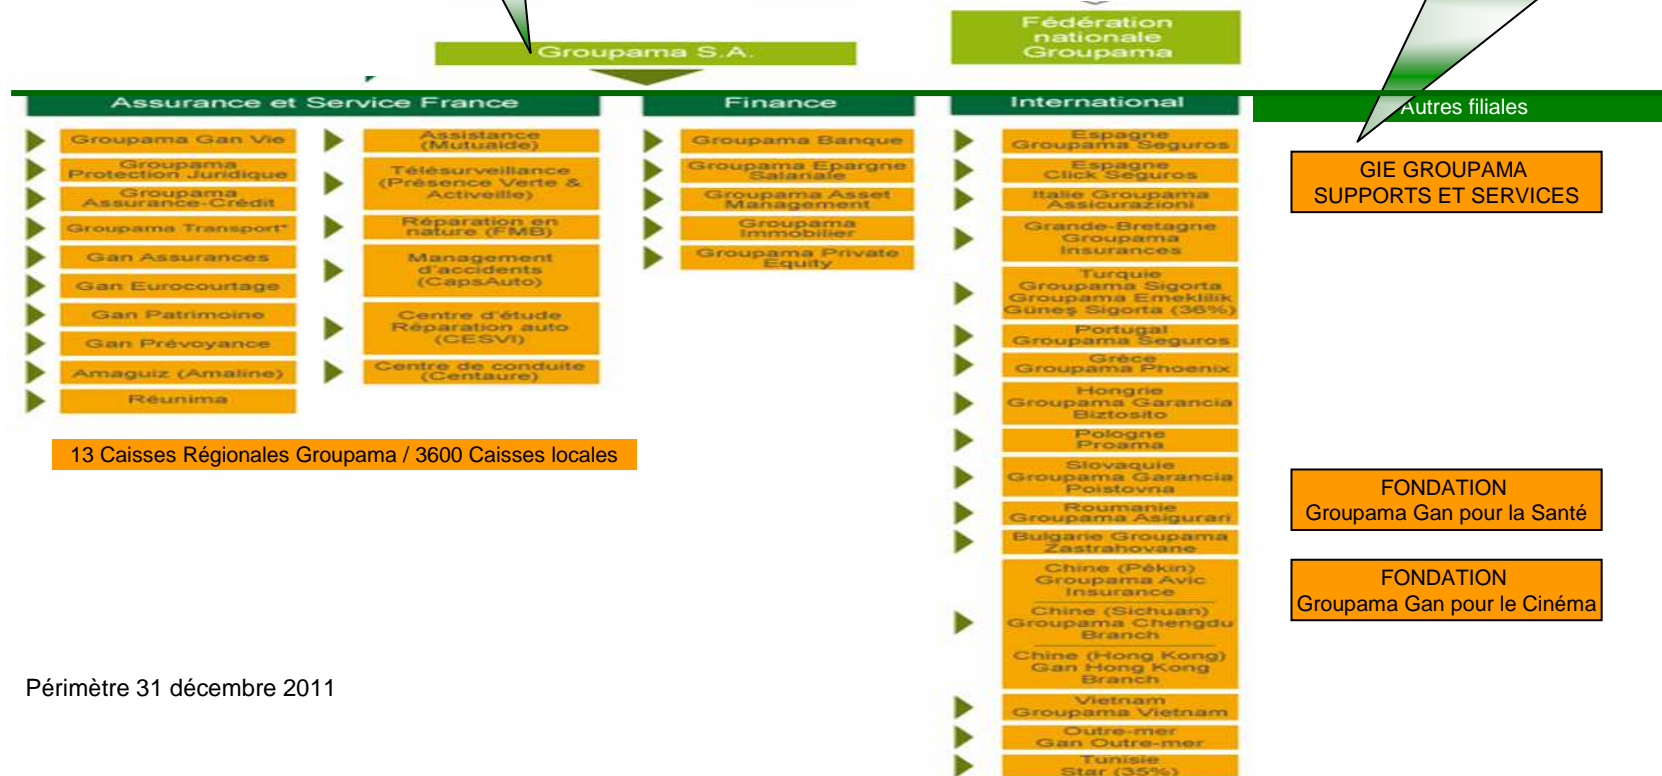 Groupama S.A.
Fédération
nationale
Groupama
Assurance et Service France
Groupama Gan Vie
Groupama
Protection Juridique
Groupama
Assurance-Crédit
Groupama Transport*
Gan Assurances
Gan Eurocourtage
Gan Patrimoine
Gan Prévoyance
Amaguiz (Amaline)
Réunima
Assistance
(Mutuaide)
Télésurveillance
(Présence Verte &
Activeille)
Réparation en
nature (FMB)
Management
d'accidents
(CapsAuto)
Centre d'étude
Réparation auto
(CESVI)
Centre de conduite
(Centaure)
13 Caisses Régionales Groupama / 3600 Caisses locales
Finance
Groupama Banque
Groupama Epargne
Salariale
Groupama Asset
Management
Groupama
Immobilier
Groupama Private
Equity
International
Espagne
Groupama Seguros
Espagne
Click Seguros
Italie Groupama
Assicurazioni
Grande-Bretagne
Groupama
Insurances
Turquie
Groupama Sigorta
Groupama Emeklilik
Güneş Sigorta (36%)
Portugal
Groupama Seguros
Grèce
Groupama Phoenix
Hongrie
Groupama Garancia
Biztosito
Pologne
Proama
Slovaquie
Groupama Garancia
Poistovna
Roumanie
Groupama Asigurari
Bulgarie Groupama
Zastrahovane
Chine (Pékin)
Groupama Avic
Insurance
Chine (Sichuan)
Groupama Chengdu
Branch
Chine (Hong Kong)
Gan Hong Kong
Branch
Vietnam
Groupama Vietnam
Outre-mer
Gan Outre-mer
Tunisie
Star (35%)
Autres filiales
GIE GROUPAMA
SUPPORTS ET SERVICES
FONDATION
Groupama Gan pour la Santé
FONDATION
Groupama Gan pour le Cinéma
Périmètre 31 décembre 2011